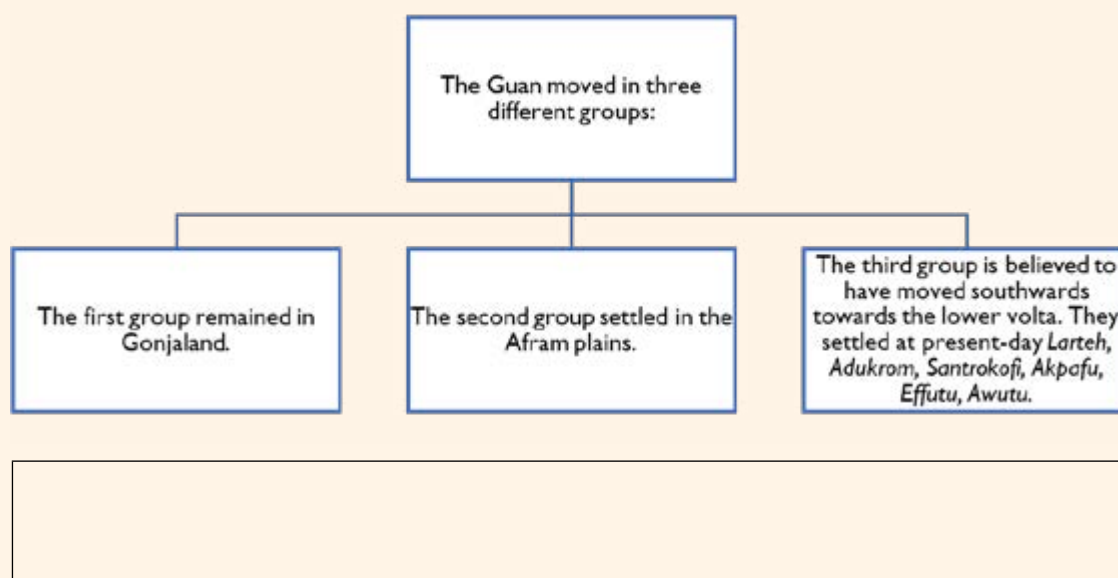 The Guan moved in three
different groups:
The first group remained in
Gonjaland.
The second group settled in the
Afram plains.
The third group is believed to
have moved southwards
towards the lower volta. They
settled at present-day Larteh,
Adukrom, Santrokofi, Akpafu,
Effutu, Awutu.